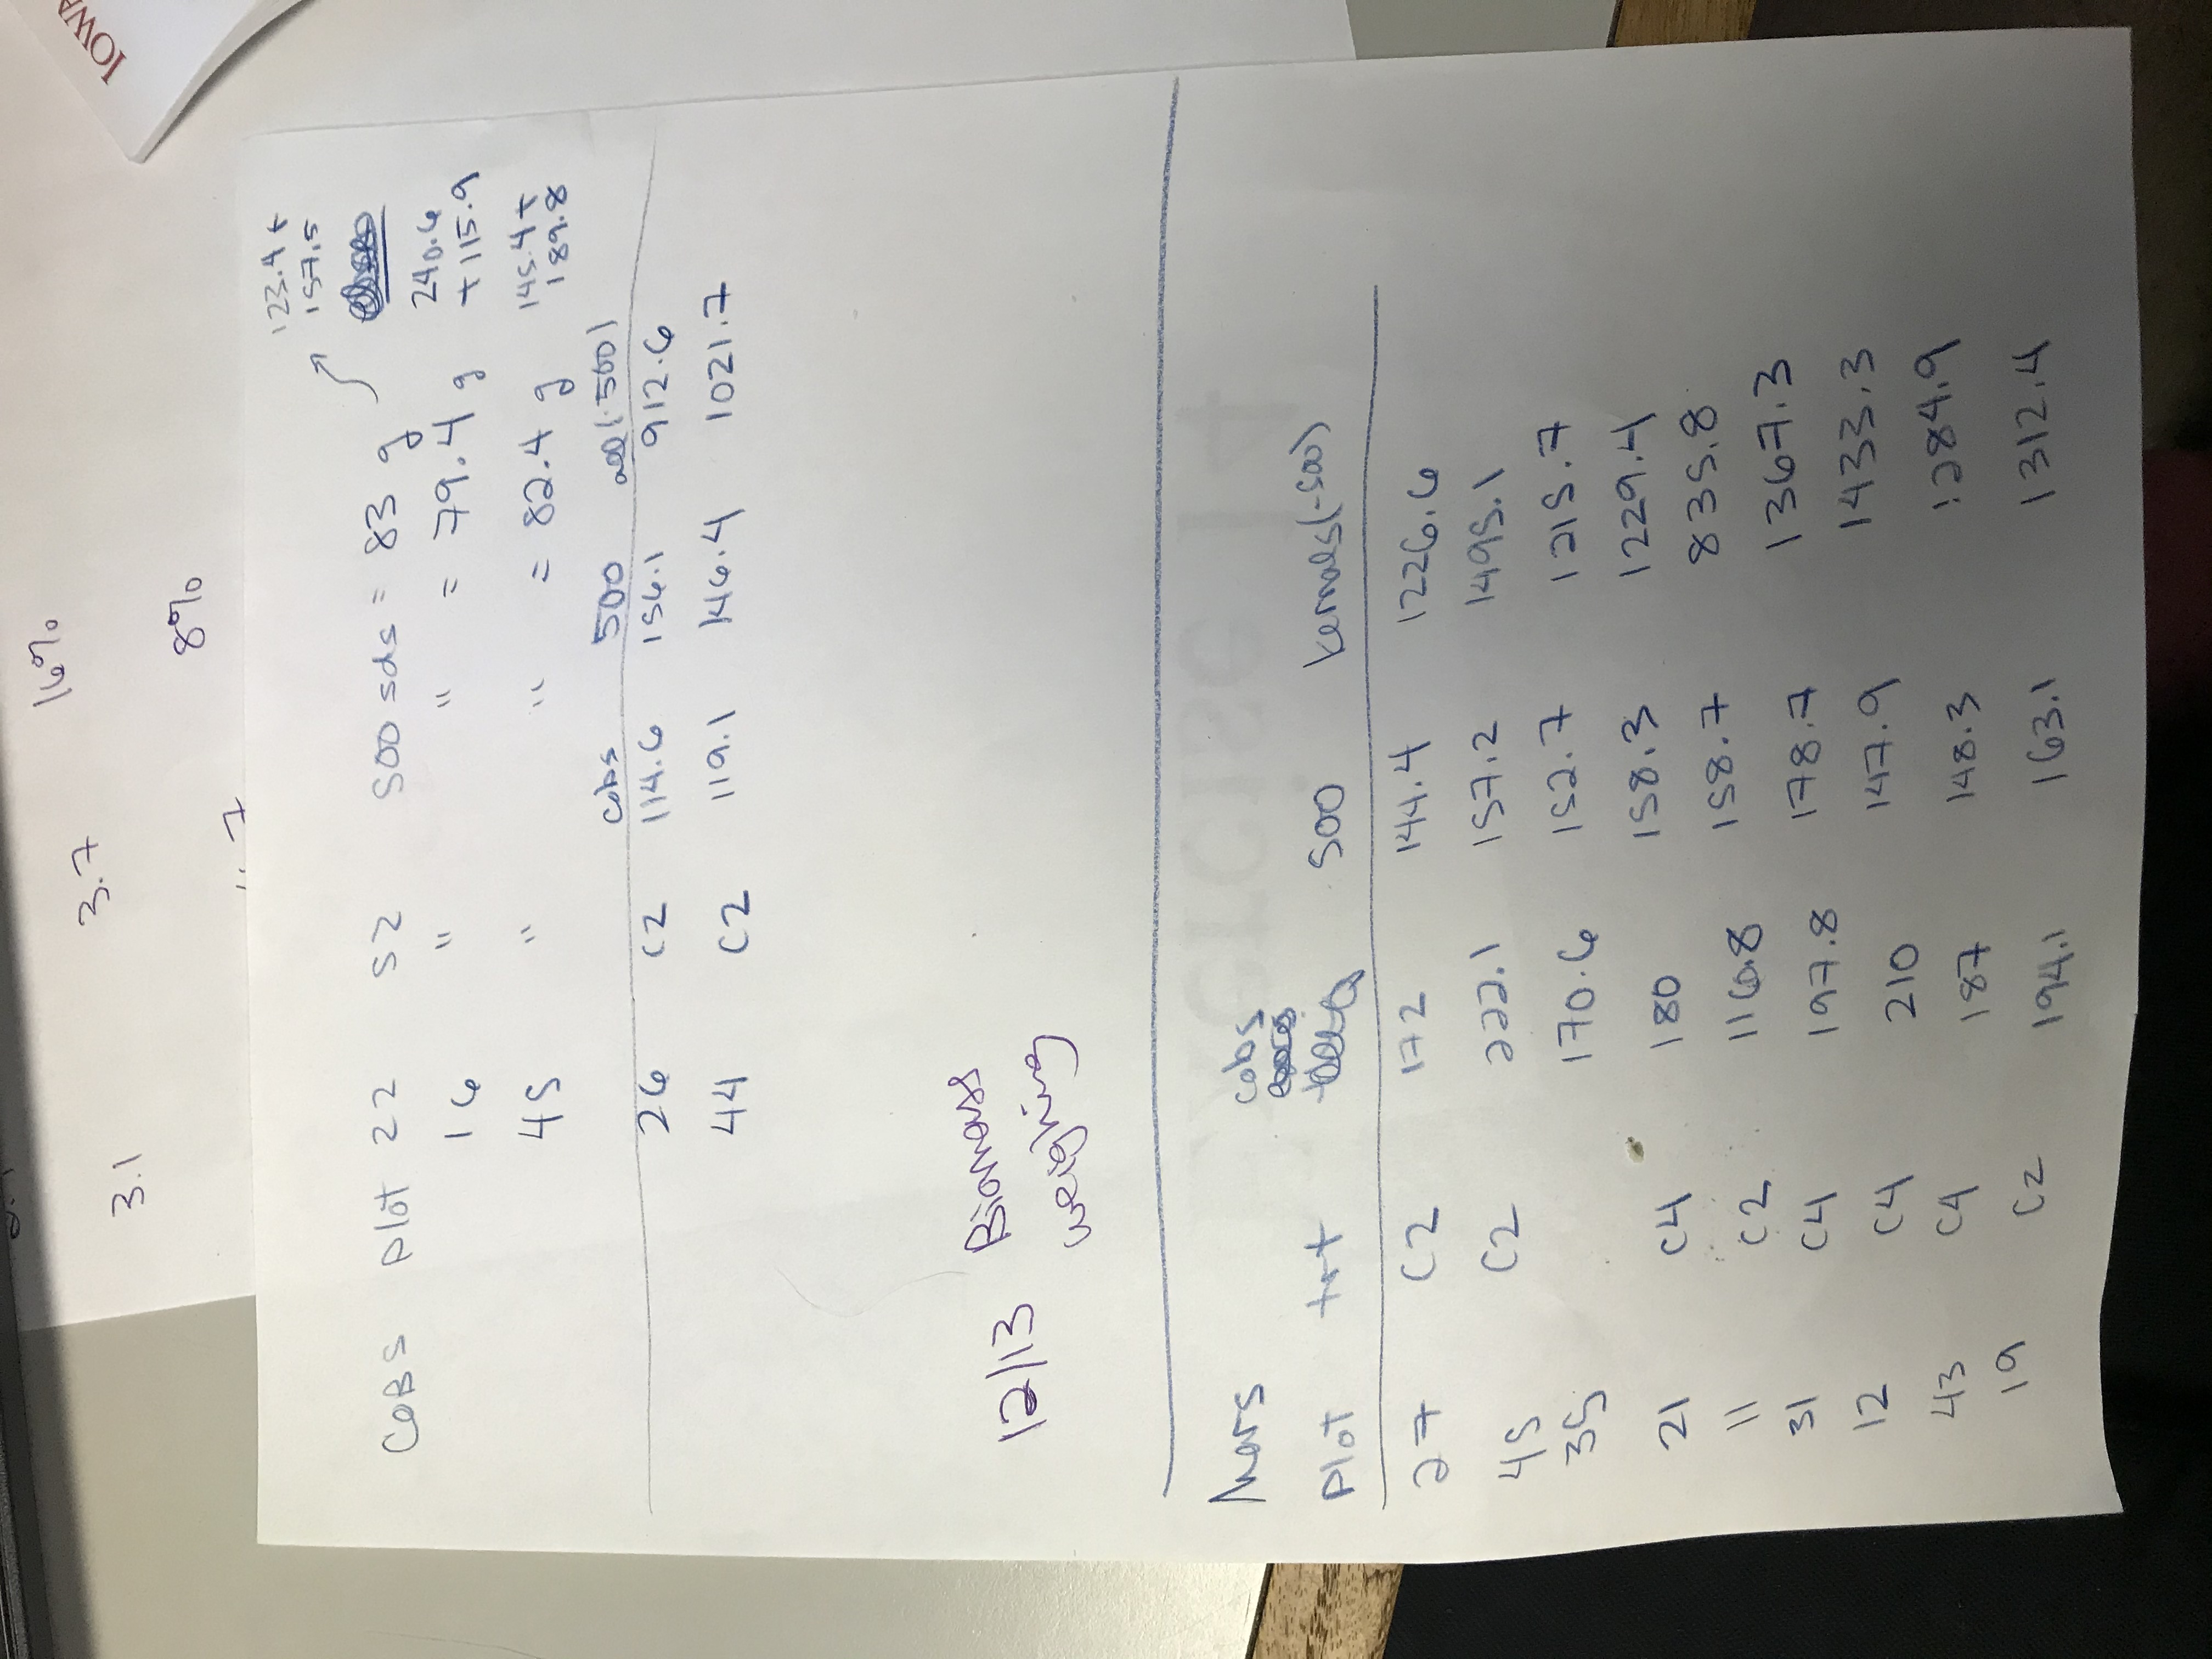 16%
3.7
3.1
8%
IOWA
123.4 +
157.5
COBS Plot 22 S2 500 sds = 83 g
240.6
16 " " = 79.4 g
+ 115.9
45 " " = 82.4 g
145.4 +
189.8
cobs 500 all(-500)
26 C2 114.6 156.1 912.6
44 C2 119.1 146.4 1021.7
12/13 Biomass
weighing
Exercise 14
Mars
cobs
Plot trt 500 kernals(-500)
27 C2 172 144.4 1226.6
45 C2 222.1 157.2 1495.1
35 170.6 152.7 1215.7
21 C4 180 158.3 1229.4
11 C2 116.8 158.7 835.8
31 C4 197.8 178.7 1367.3
12 C4 210 147.9 1433.3
43 C4 187 148.3 1284.9
19 C2 194.1 163.1 1312.4